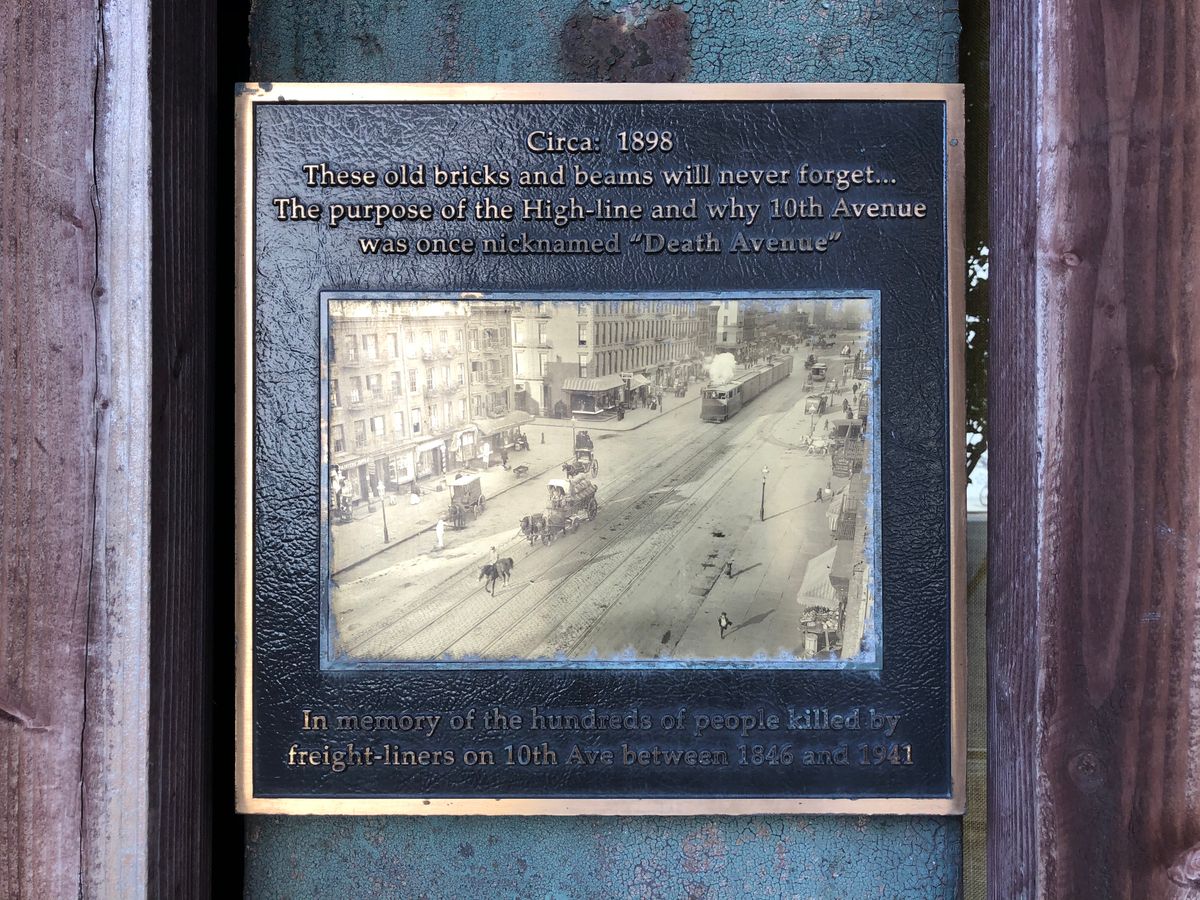 Circa: 1898
These old bricks and beams will never forget...
The purpose of the High-line and why 10th Avenue
was once nicknamed “Death Avenue”
In memory of the hundreds of people killed by
freight-liners on 10th Ave between 1846 and 1941